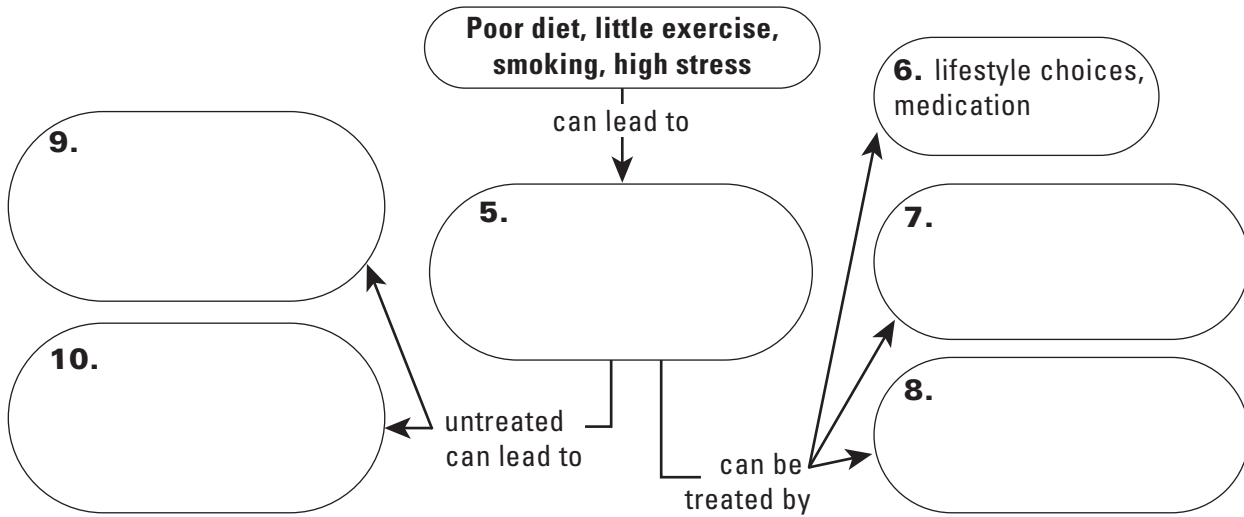 Poor diet, little exercise,
smoking, high stress
can lead to
5.
6. lifestyle choices,
medication
7.
8.
9.
10.
untreated
can lead to
can be
treated by